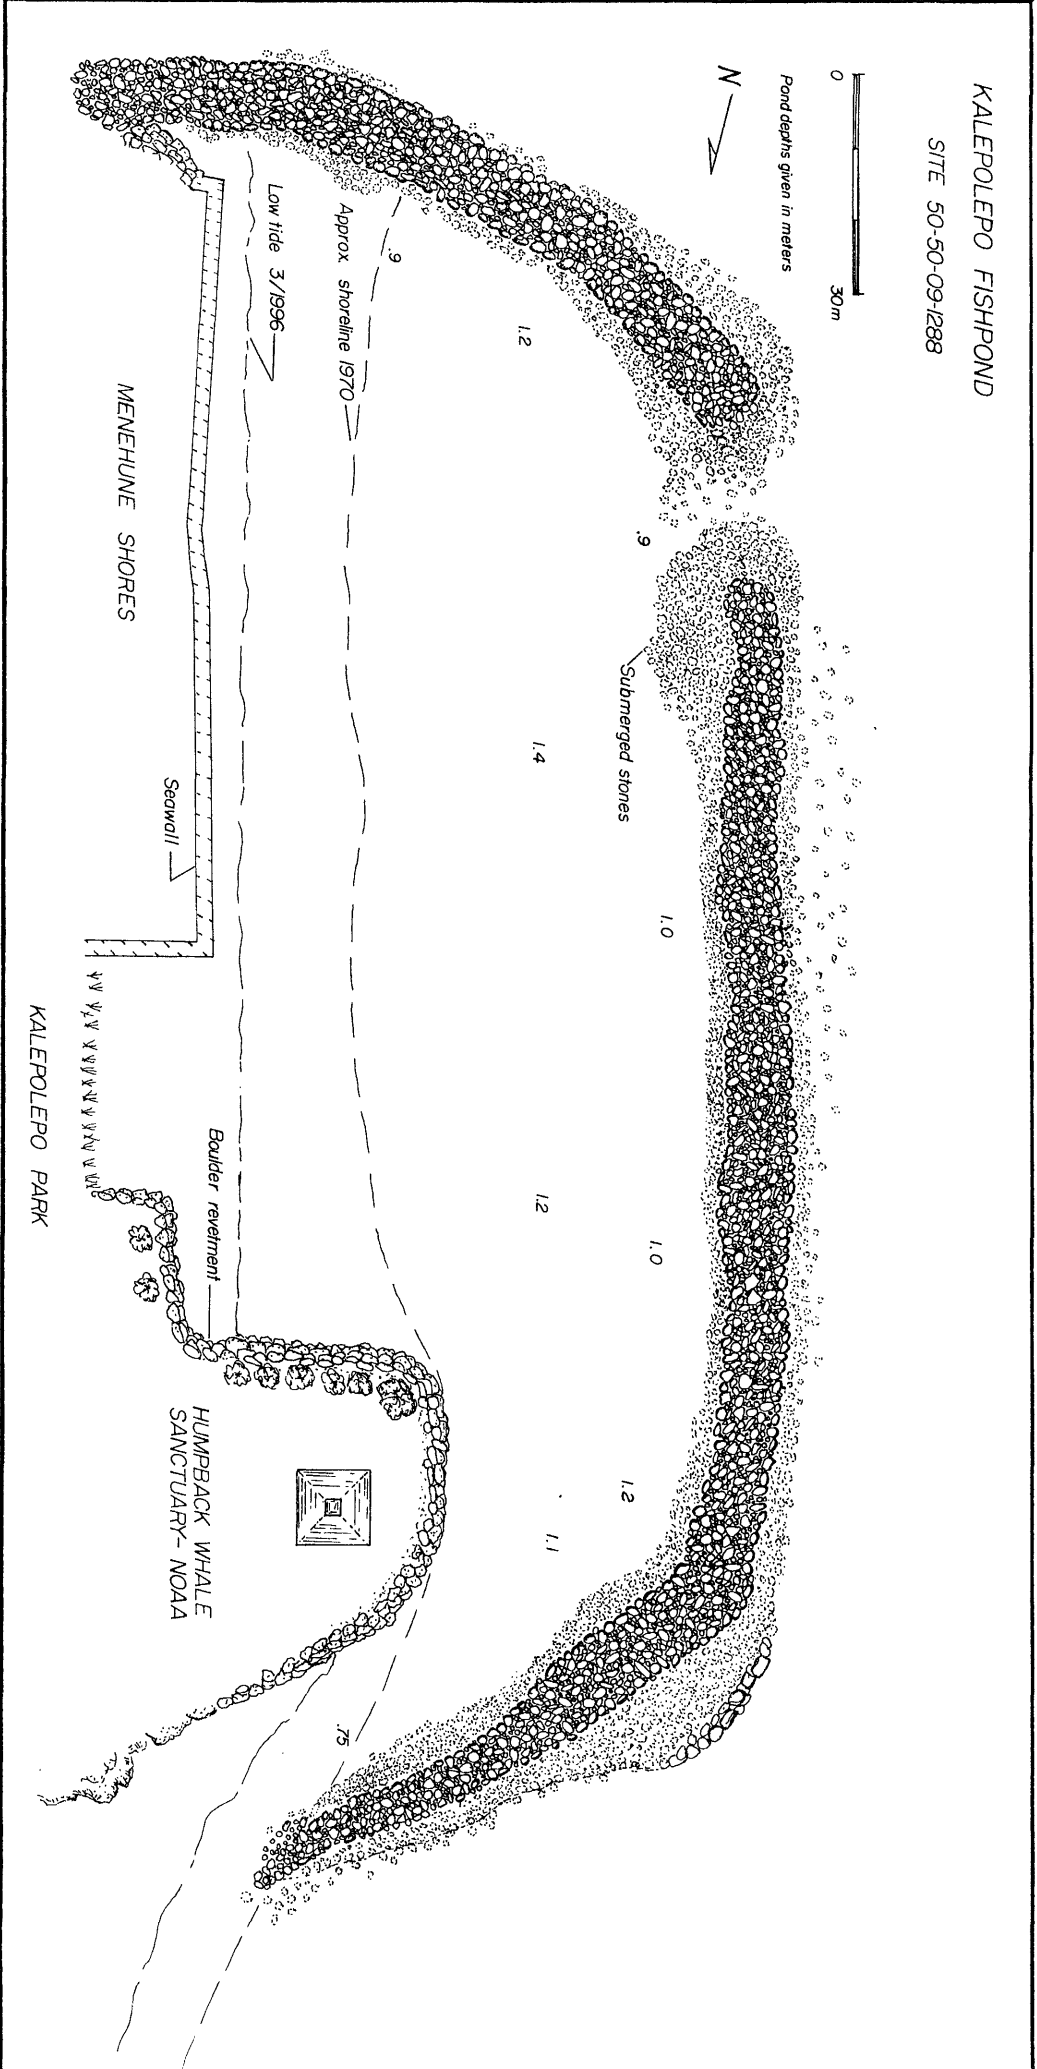 KALEPOLEPO FISHPOND
SITE 50-50-09-1288
0
30m
Pond depths given in meters
N
.9
1.2
.9
Submerged stones
1.4
1.0
1.2
1.0
1.2
1.1
.75
Approx. shoreline 1970
Low tide 3/1996
MENEHUNE SHORES
Seawall
Boulder revetment
KALEPOLEPO PARK
HUMPBACK WHALE
SANCTUARY- NOAA